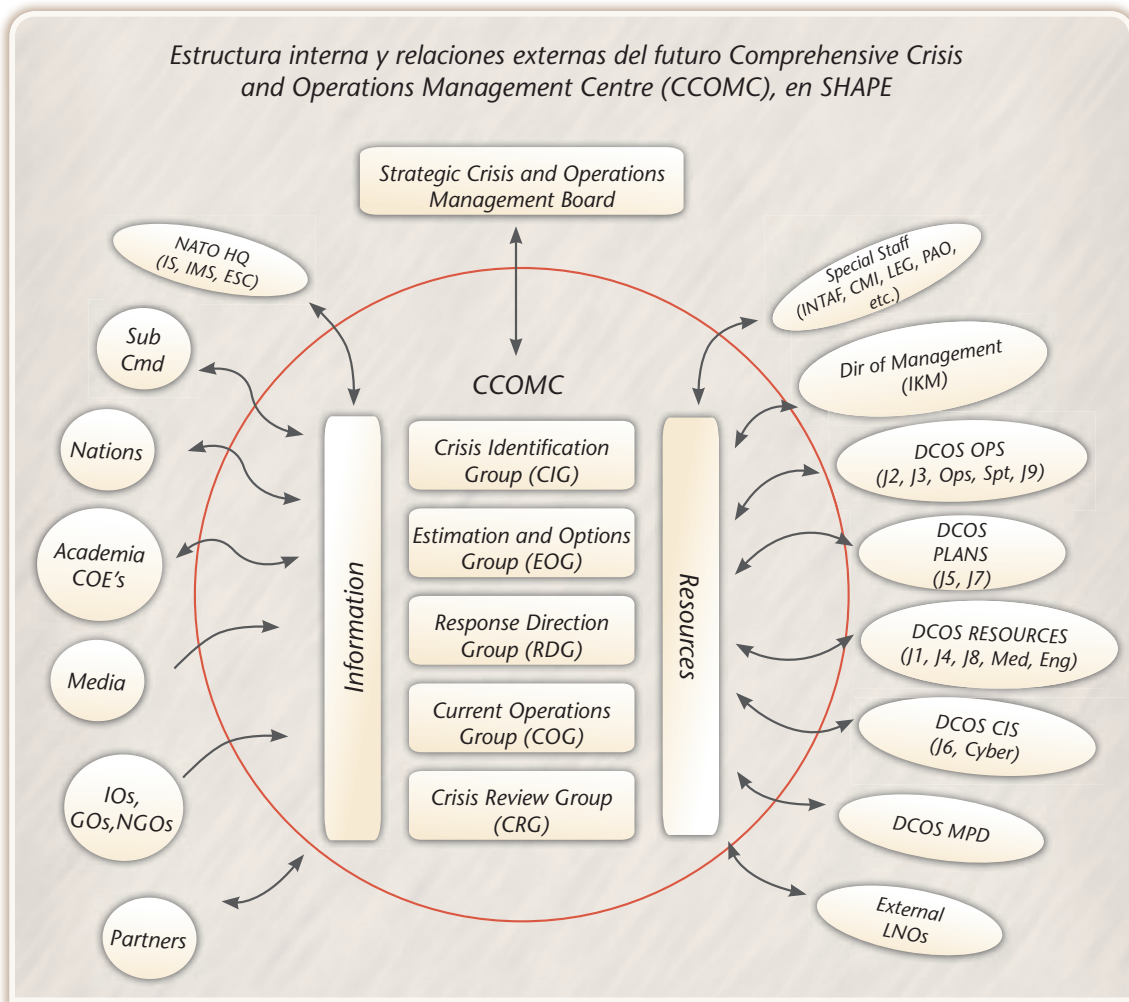 Estructura interna y relaciones externas del futuro Comprehensive Crisis
and Operations Management Centre (CCOMC), en SHAPE
Strategic Crisis and Operations
Management Board
NATO HQ
(IS, IMS, ESC)
Sub
Cmd
Nations
Academia
COE's
Media
IOs,
GOs,NGOs
Partners
CCOMC
Information
Crisis Identification
Group (CIG)
Estimation and Options
Group (EOG)
Response Direction
Group (RDG)
Current Operations
Group (COG)
Crisis Review Group
(CRG)
Resources
Special Staff
(INTAF, CMI, LEG, PAO,
etc.)
Dir of Management
(IKM)
DCOS OPS
(J2, J3, Ops, Spt, J9)
DCOS
PLANS
(J5, J7)
DCOS RESOURCES
(J1, J4, J8, Med, Eng)
DCOS CIS
(J6, Cyber)
DCOS MPD
External
LNOs